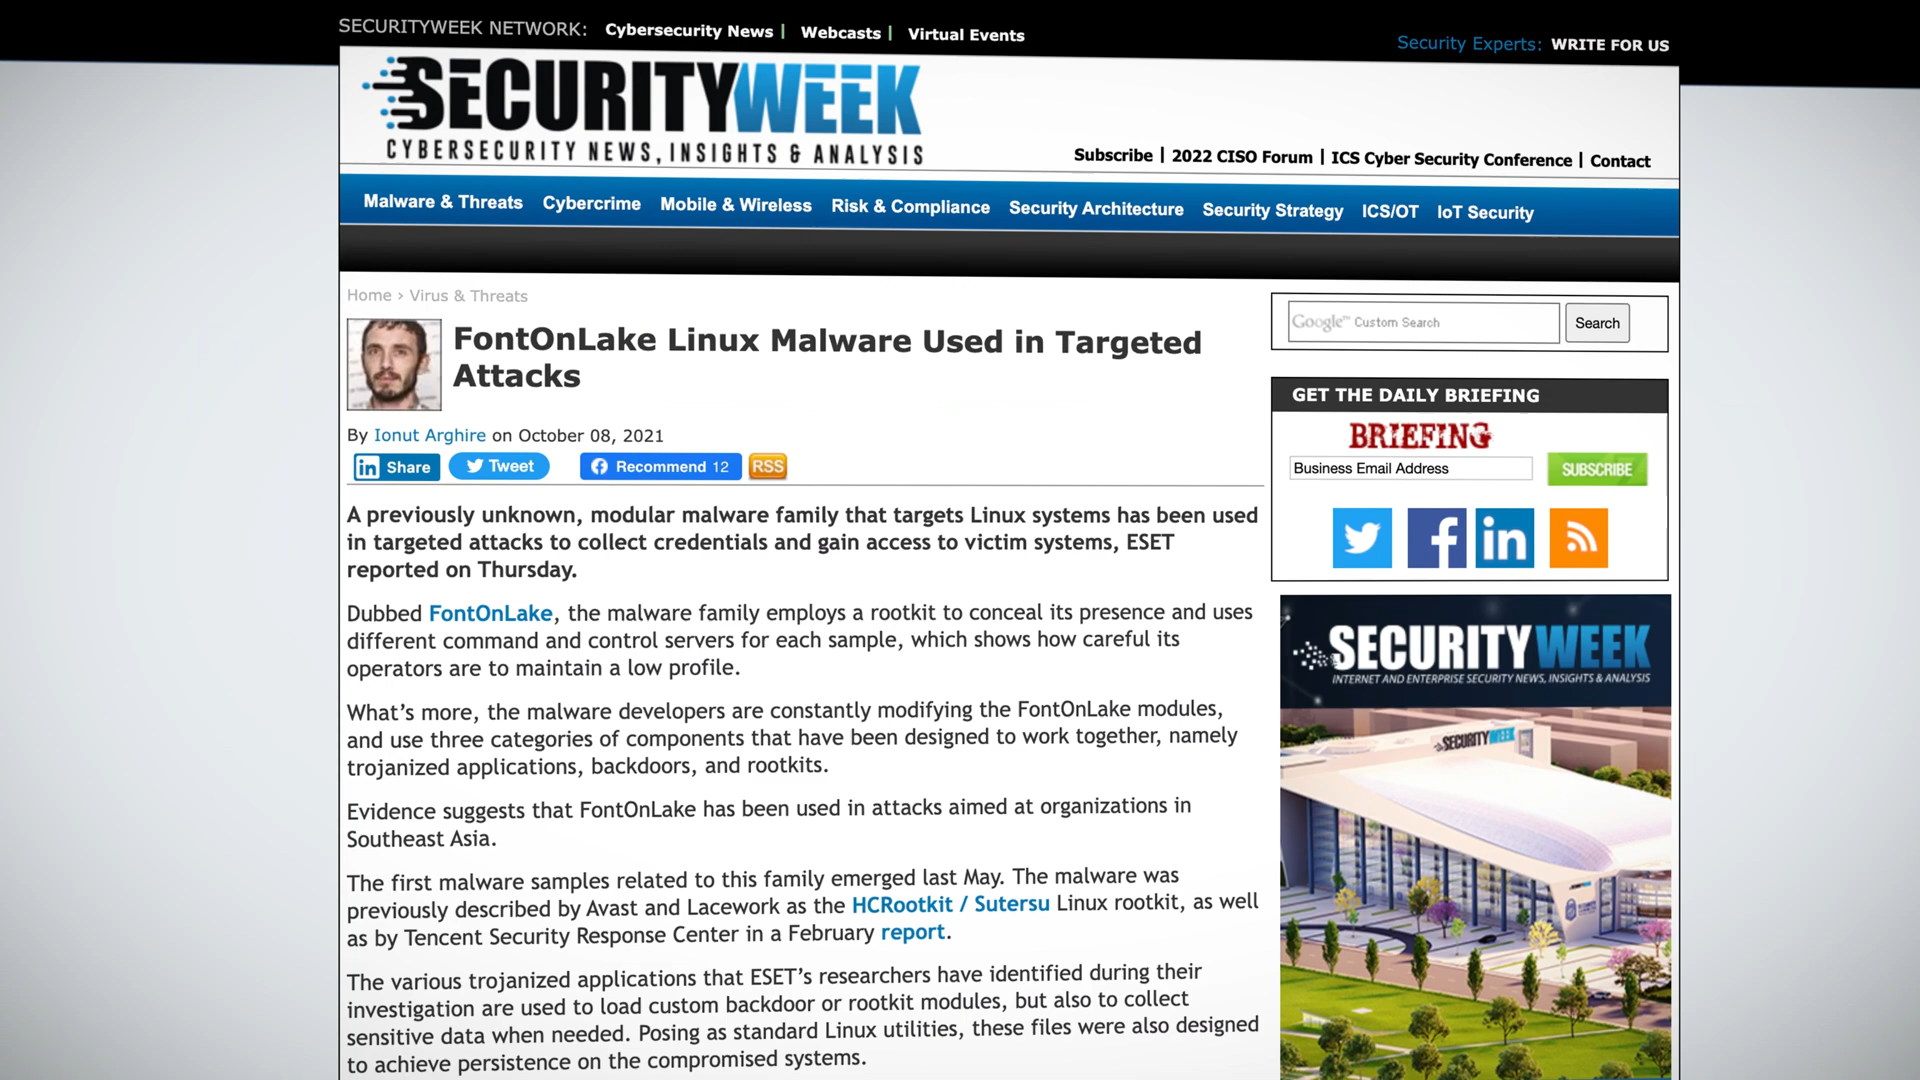 SECURITYWEEK NETWORK: Cybersecurity News | Webcasts | Virtual Events
Security Experts: WRITE FOR US
SECURITYWEEK
CYBERSECURITY NEWS, INSIGHTS & ANALYSIS
Subscribe | 2022 CISO Forum | ICS Cyber Security Conference | Contact
Malware & Threats Cybercrime Mobile & Wireless Risk & Compliance Security Architecture Security Strategy ICS/OT IoT Security
Home › Virus & Threats
FontOnLake Linux Malware Used in Targeted
Attacks
By Ionut Arghire on October 08, 2021
in Share Tweet Recommend 12 RSS
A previously unknown, modular malware family that targets Linux systems has been used
in targeted attacks to collect credentials and gain access to victim systems, ESET
reported on Thursday.
Dubbed FontOnLake, the malware family employs a rootkit to conceal its presence and uses
different command and control servers for each sample, which shows how careful its
operators are to maintain a low profile.
What’s more, the malware developers are constantly modifying the FontOnLake modules,
and use three categories of components that have been designed to work together, namely
trojanized applications, backdoors, and rootkits.
Evidence suggests that FontOnLake has been used in attacks aimed at organizations in
Southeast Asia.
The first malware samples related to this family emerged last May. The malware was
previously described by Avast and Lacework as the HCRootkit / Sutersu Linux rootkit, as well
as by Tencent Security Response Center in a February report.
The various trojanized applications that ESET’s researchers have identified during their
investigation are used to load custom backdoor or rootkit modules, but also to collect
sensitive data when needed. Posing as standard Linux utilities, these files were also designed
to achieve persistence on the compromised systems.
Google™ Custom Search Search
GET THE DAILY BRIEFING
BRIEFING
Business Email Address SUBSCRIBE
in
SECURITYWEEK
INTERNET AND ENTERPRISE SECURITY NEWS, INSIGHTS & ANALYSIS
SECURITYWEEK